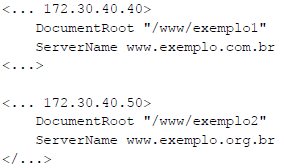 <... 172.30.40.40>
DocumentRoot "/www/exemplo1"
ServerName www.exemplo.com.br
<...>
<... 172.30.40.50>
DocumentRoot "/www/exemplo2"
ServerName www.exemplo.org.br
</...>